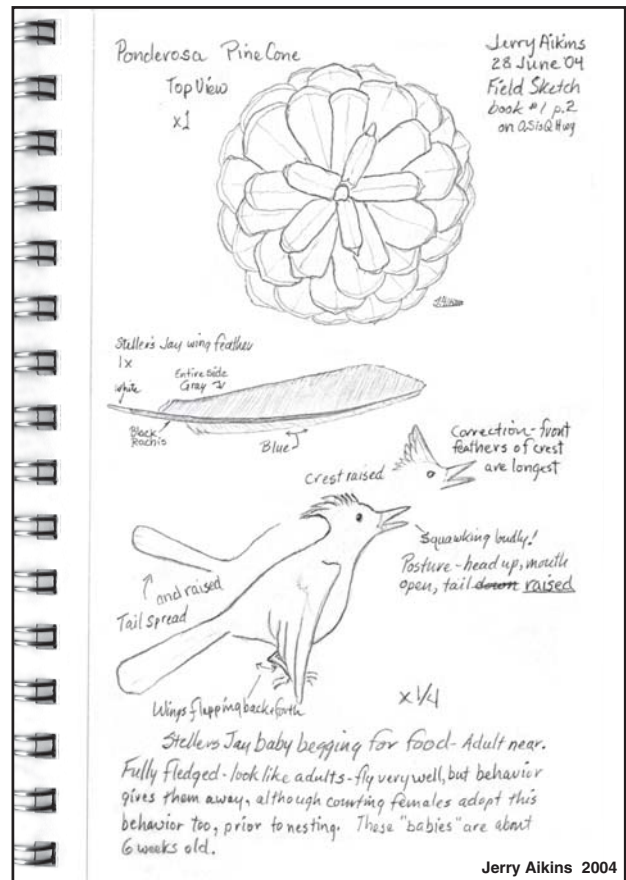 Ponderosa Pine Cone
Top View
x1
Jerry Aikins
28 June '04
Field Sketch
book #1 p.2
Steller's Jay wing feather
1x
white
Entire side
Gray
Black
Rachis
Blue
Crest raised
Correction - front
feathers of crest
are longest
Squawking loudly!
Posture - head up, mouth
open, tail down raised
and raised
Tail spread
Wings flapping back & forth
x 1/4
Stellers Jay baby begging for food - Adult near.
Fully fledged - look like adults - fly very well, but behavior
gives them away, although courting females adopt this
behavior too, prior to nesting. These "babies" are about
6 weeks old.
Jerry Aikins 2004